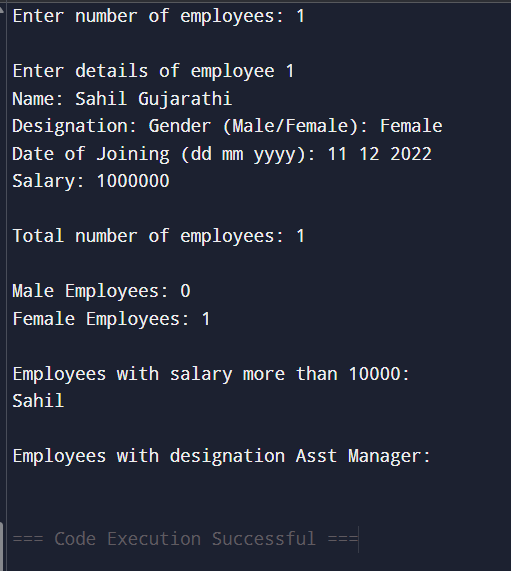 Enter number of employees: 1
Enter details of employee 1
Name: Sahil Gujarathi
Designation: Gender (Male/Female): Female
Date of Joining (dd mm yyyy): 11 12 2022
Salary: 1000000
Total number of employees: 1
Male Employees: 0
Female Employees: 1
Employees with salary more than 10000:
Sahil
Employees with designation Asst Manager:
=== Code Execution Successful ===